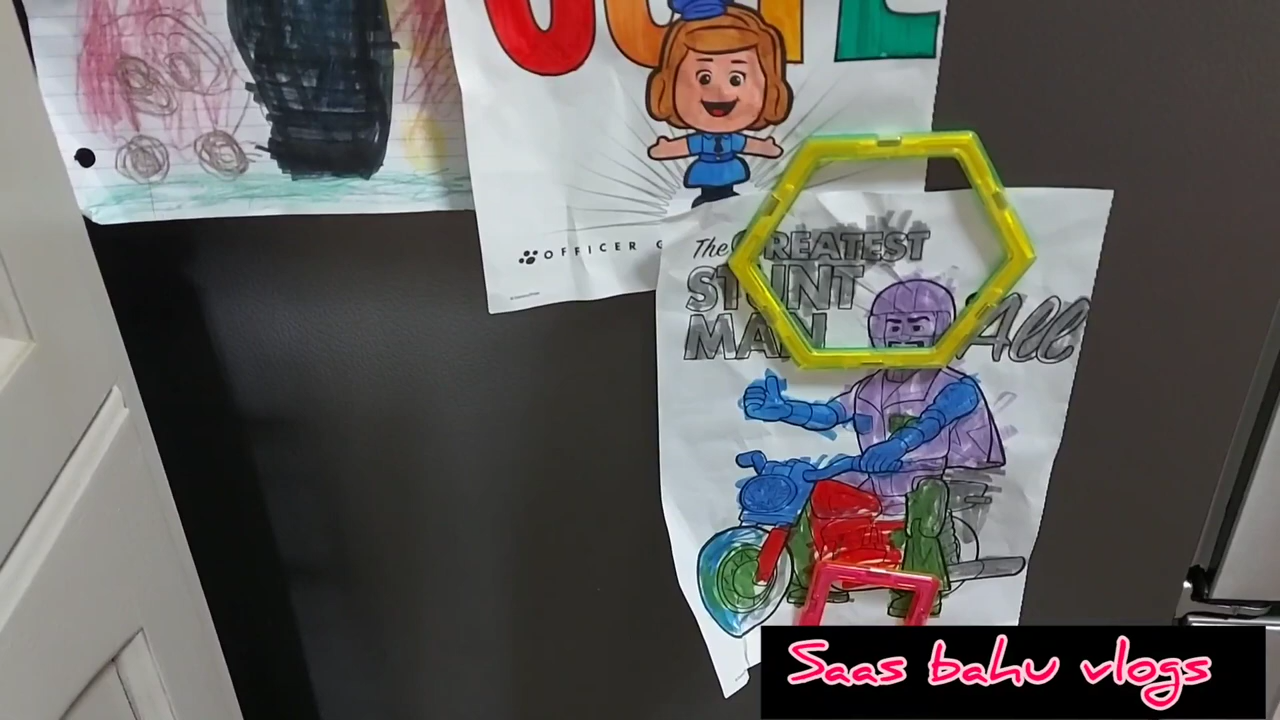 OFFICER
The GREATEST
STUNT
MAN
All
Saas bahu vlogs